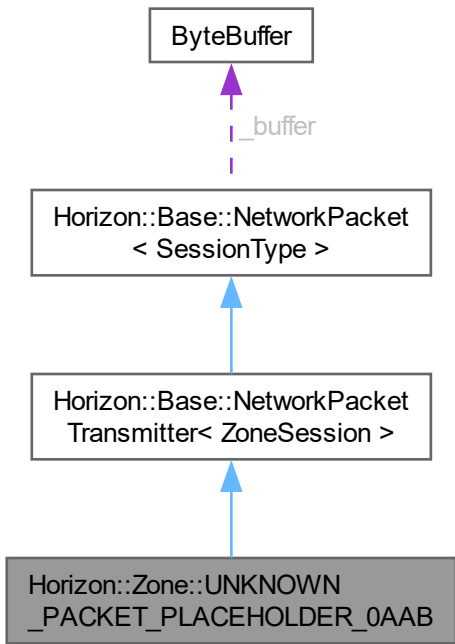 ByteBuffer
_buffer
Horizon::Base::NetworkPacket
< SessionType >
Horizon::Base::NetworkPacket
Transmitter< ZoneSession >
Horizon::Zone::UNKNOWN
_PACKET_PLACEHOLDER_0AAB